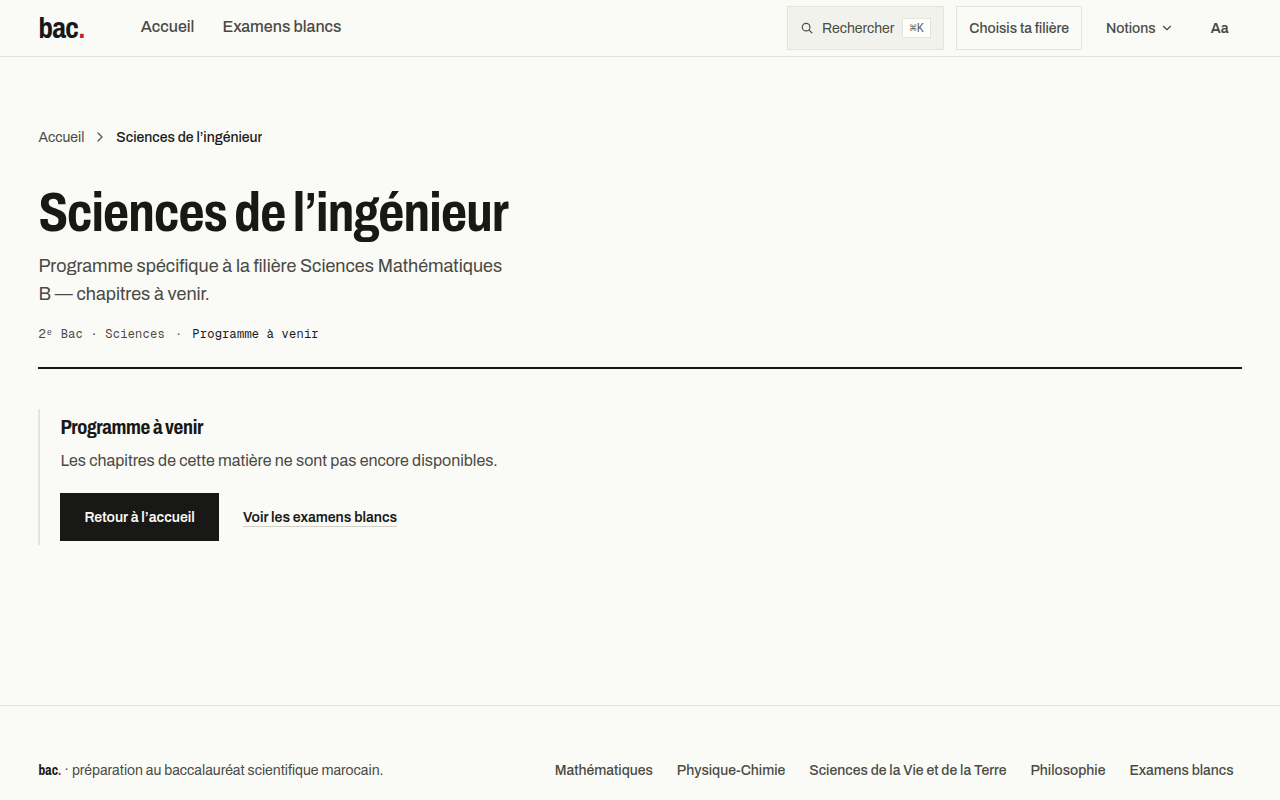 bac. Accueil Examens blancs Rechercher ⌘K Choisis ta filière Notions Aa
Accueil > Sciences de l’ingénieur
Sciences de l’ingénieur
Programme spécifique à la filière Sciences Mathématiques
B — chapitres à venir.
2ᵉ Bac · Sciences · Programme à venir
Programme à venir
Les chapitres de cette matière ne sont pas encore disponibles.
Retour à l’accueil Voir les examens blancs
bac. · préparation au baccalauréat scientifique marocain. Mathématiques Physique-Chimie Sciences de la Vie et de la Terre Philosophie Examens blancs